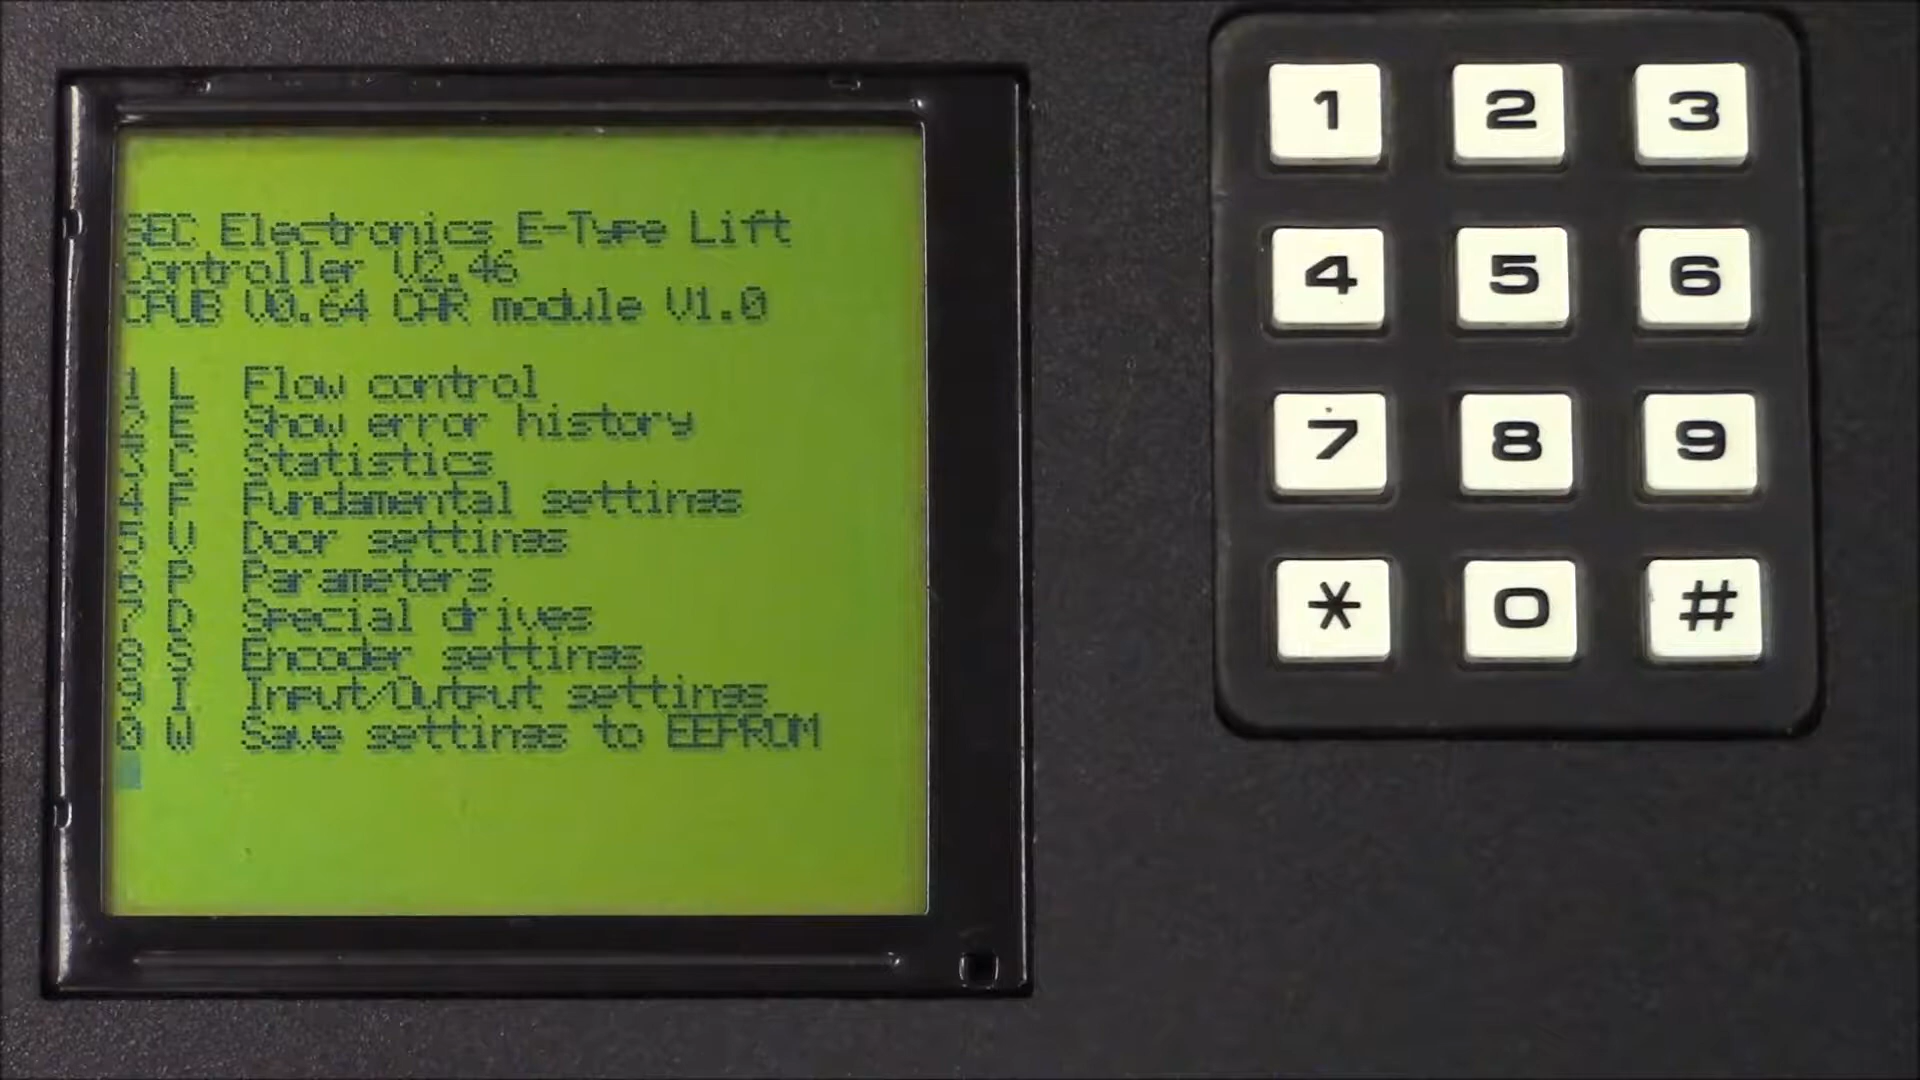 SEC Electronics E-Type Lift
Controller V2.46
CPUB V0.64 CAR module V1.0
1 L Flow control
2 E Show error history
3 C Statistics
4 F Fundamental settings
5 V Door settings
6 P Parameters
7 D Special drives
8 S Encoder settings
9 I Input/Output settings
0 W Save settings to EEPROM
1 2 3
4 5 6
7 8 9
* 0 #